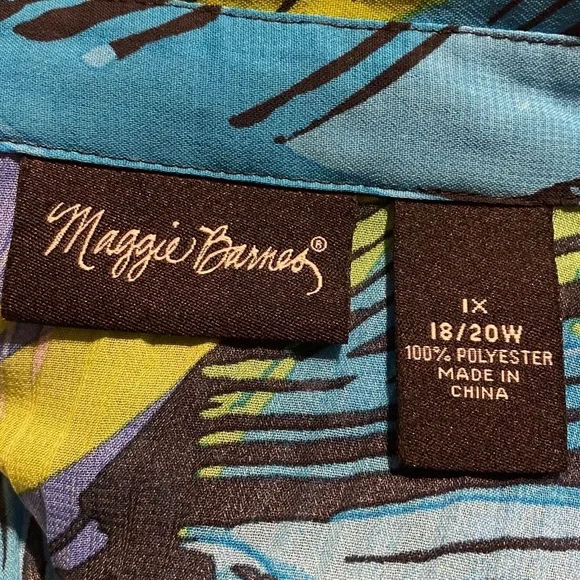 Maggie Barnes®
1X
18/20W
100% POLYESTER
MADE IN
CHINA